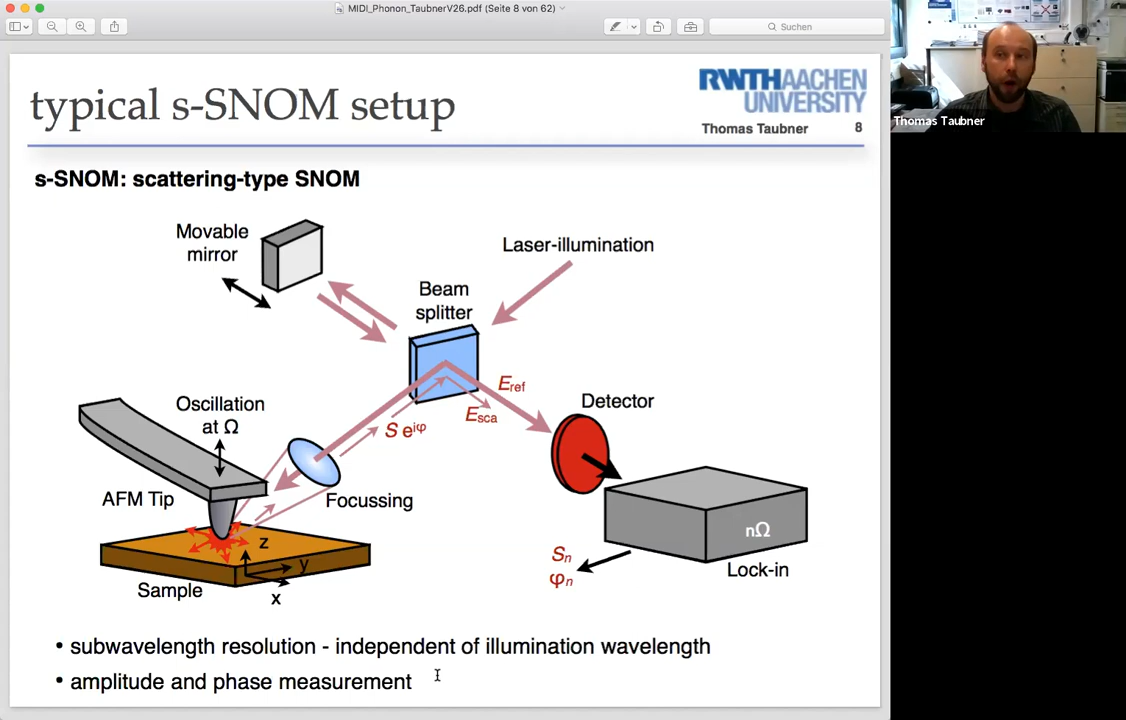 MIDI_Phonon_TaubnerV26.pdf (Seite 8 von 62)
Suchen
typical s-SNOM setup
RWTHAACHEN
UNIVERSITY
Thomas Taubner 8
Thomas Taubner
s-SNOM: scattering-type SNOM
Movable
mirror
Laser-illumination
Beam
splitter
Eref
Esca
S eiφ
Detector
Oscillation
at Ω
AFM Tip
Focussing
nΩ
Lock-in
Sn
φn
z
y
x
Sample
• subwavelength resolution - independent of illumination wavelength
• amplitude and phase measurement